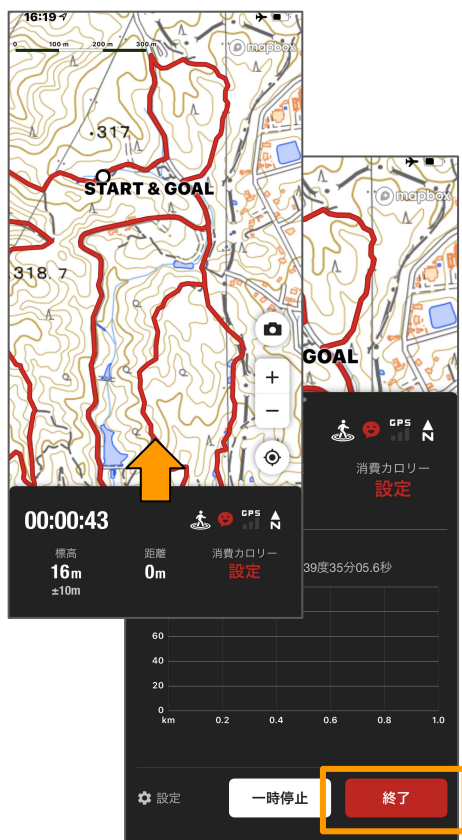 16:19
0 100 m 200 m 300 m
mapbox
317
START & GOAL
318.7
00:00:43
GPS
N
標高
距離
消費カロリー
16m
0m
設定
±10m
mapbox
GOAL
GPS
N
消費カロリー
設定
39度35分05.6秒
60
40
20
0
km 0.2 0.4 0.6 0.8 1.0
設定
一時停止
終了